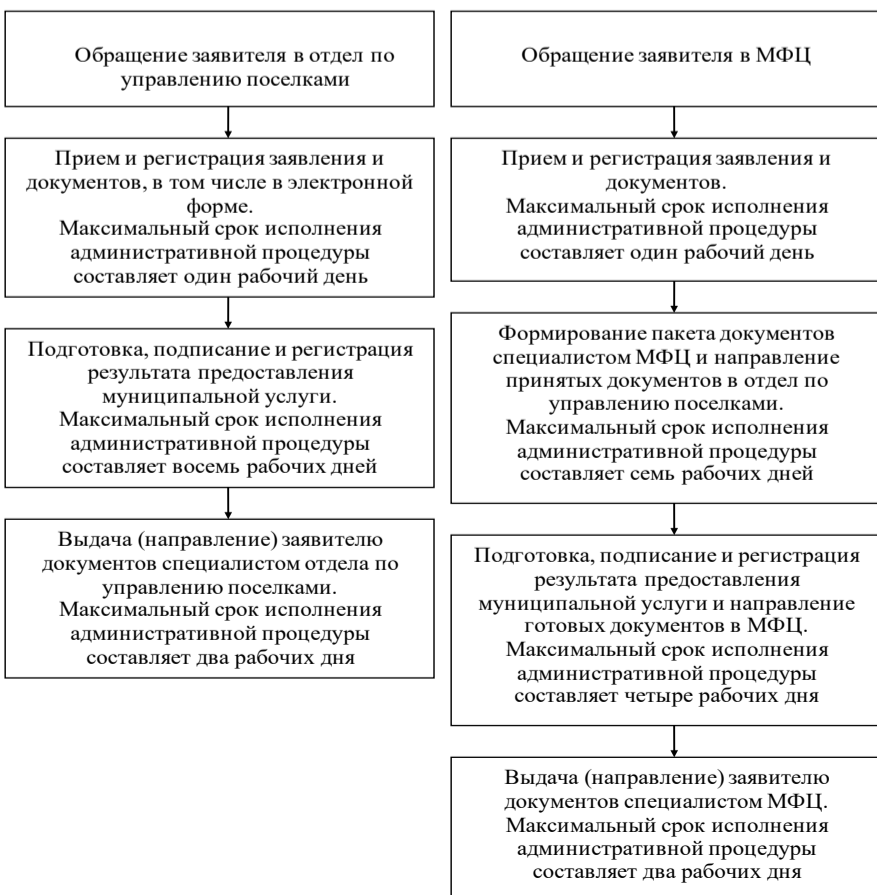 Обращение заявителя в отдел по
управлению поселками
Прием и регистрация заявления и
документов, в том числе в электронной
форме.
Максимальный срок исполнения
административной процедуры
составляет один рабочий день
Подготовка, подписание и регистрация
результата предоставления
муниципальной услуги.
Максимальный срок исполнения
административной процедуры
составляет восемь рабочих дней
Выдача (направление) заявителю
документов специалистом отдела по
управлению поселками.
Максимальный срок исполнения
административной процедуры
составляет два рабочих дня
Обращение заявителя в МФЦ
Прием и регистрация заявления и
документов.
Максимальный срок исполнения
административной процедуры
составляет один рабочий день
Формирование пакета документов
специалистом МФЦ и направление
принятых документов в отдел по
управлению поселками.
Максимальный срок исполнения
административной процедуры
составляет семь рабочих дней
Подготовка, подписание и регистрация
результата предоставления
муниципальной услуги и направление
готовых документов в МФЦ.
Максимальный срок исполнения
административной процедуры
составляет четыре рабочих дня
Выдача (направление) заявителю
документов специалистом МФЦ.
Максимальный срок исполнения
административной процедуры
составляет два рабочих дня